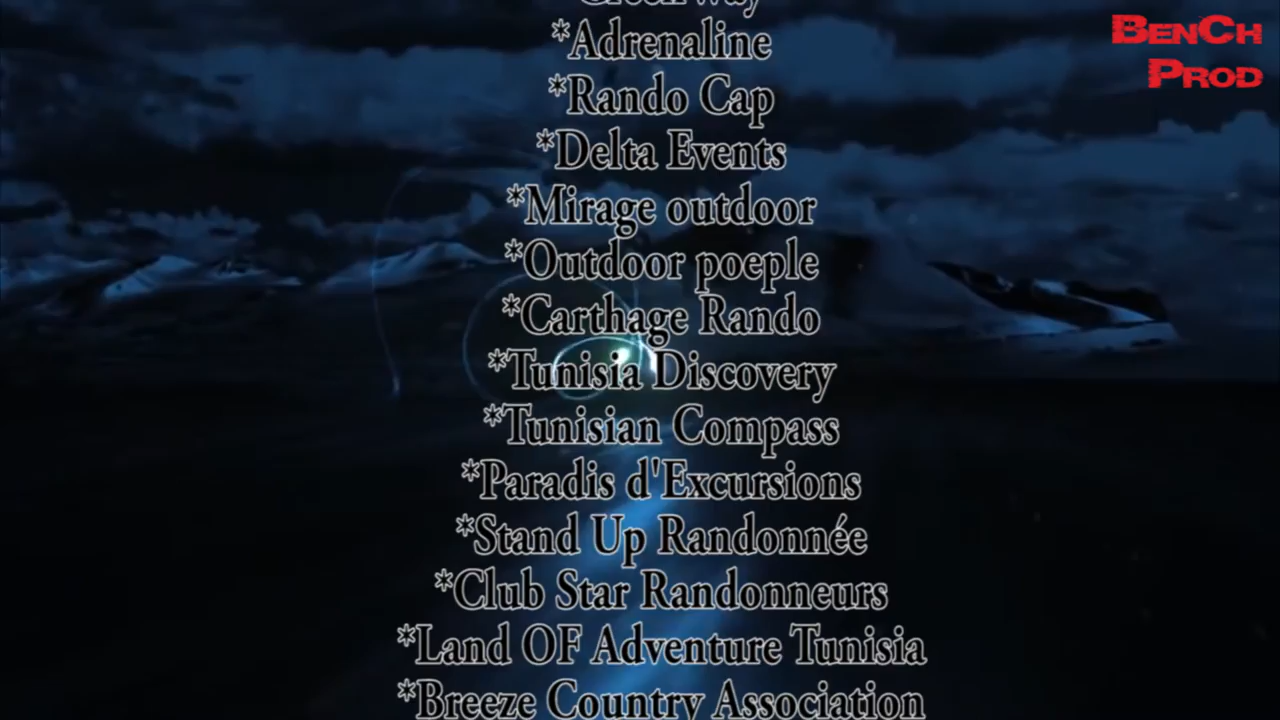 *Adrenaline
*Rando Cap
*Delta Events
*Mirage outdoor
*Outdoor poeple
*Carthage Rando
*Tunisia Discovery
*Tunisian Compass
*Paradis d'Excursions
*Stand Up Randonnée
*Club Star Randonneurs
*Land OF Adventure Tunisia
*Breeze Country Association
BenCh
Prod